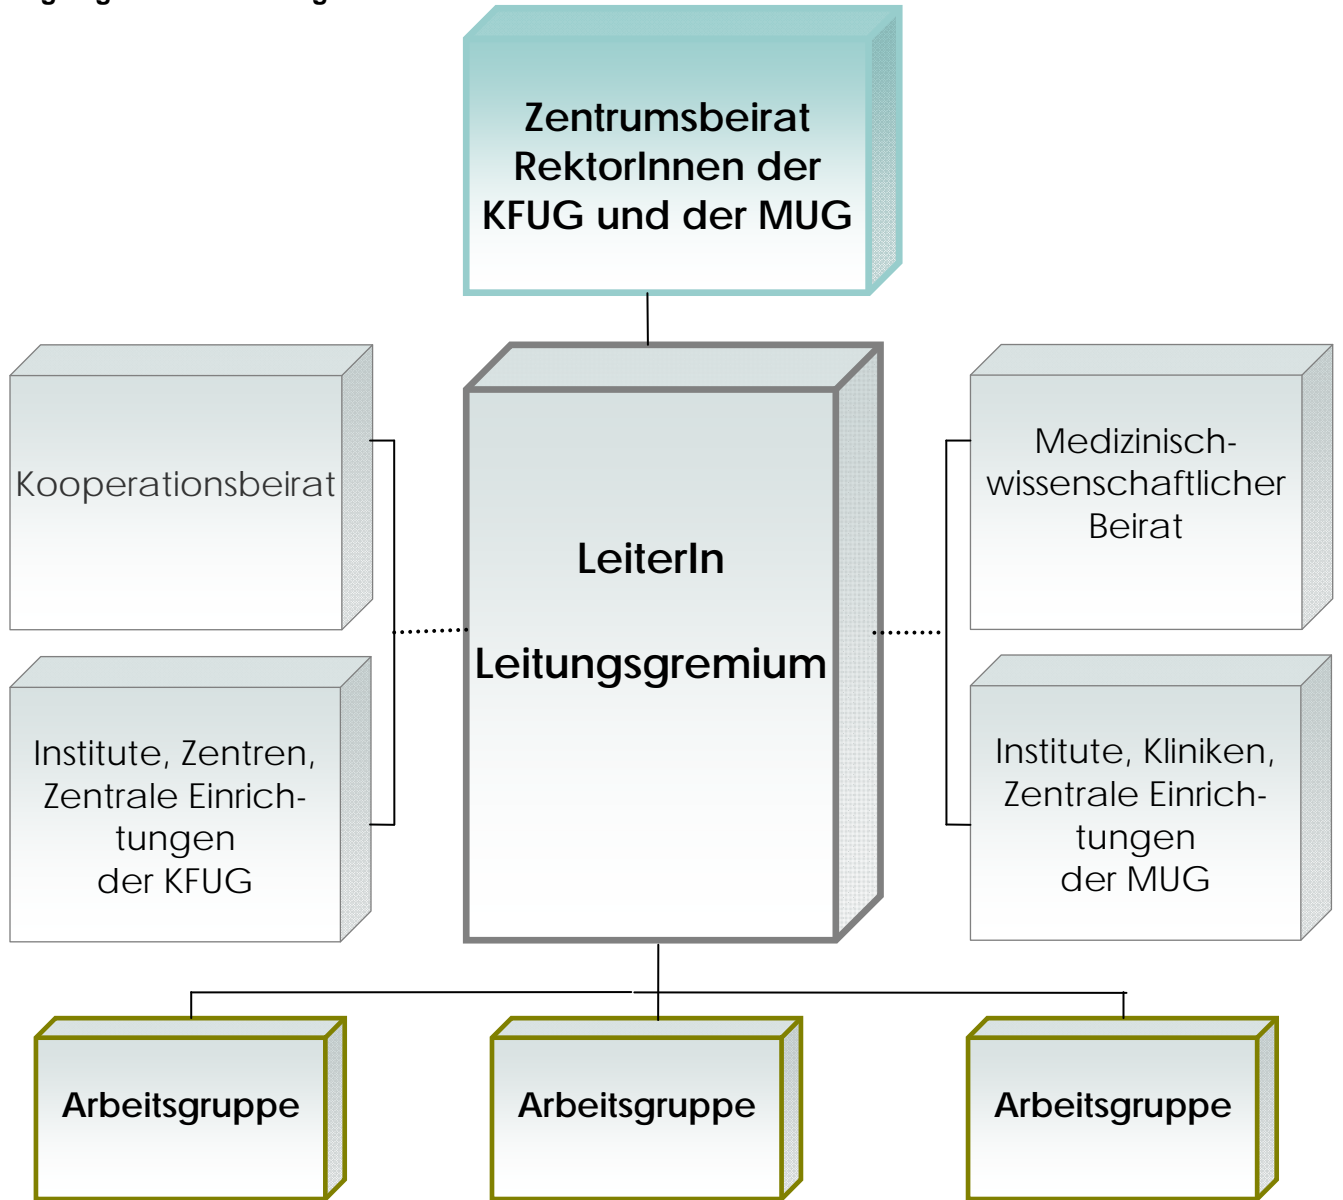 Zentrumsbeirat
RektorInnen der
KFUG und der MUG
Kooperationsbeirat
Medizinisch-
wissenschaftlicher
Beirat
LeiterIn
Leitungsgremium
Institute, Zentren,
Zentrale Einrich-
tungen
der KFUG
Institute, Kliniken,
Zentrale Einrich-
tungen
der MUG
Arbeitsgruppe
Arbeitsgruppe
Arbeitsgruppe